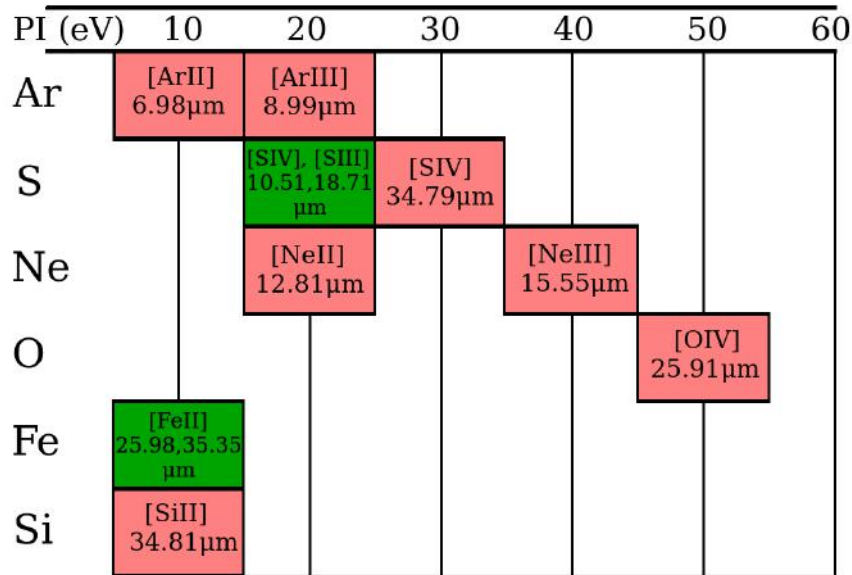 PI (eV) 10 20 30 40 50 60
Ar
[ArII]
6.98μm
[ArIII]
8.99μm
S
[SIV], [SIII]
10.51,18.71
μm
[SIV]
34.79μm
Ne
[NeII]
12.81μm
[NeIII]
15.55μm
O
[OIV]
25.91μm
Fe
[FeII]
25.98,35.35
μm
Si
[SiII]
34.81μm